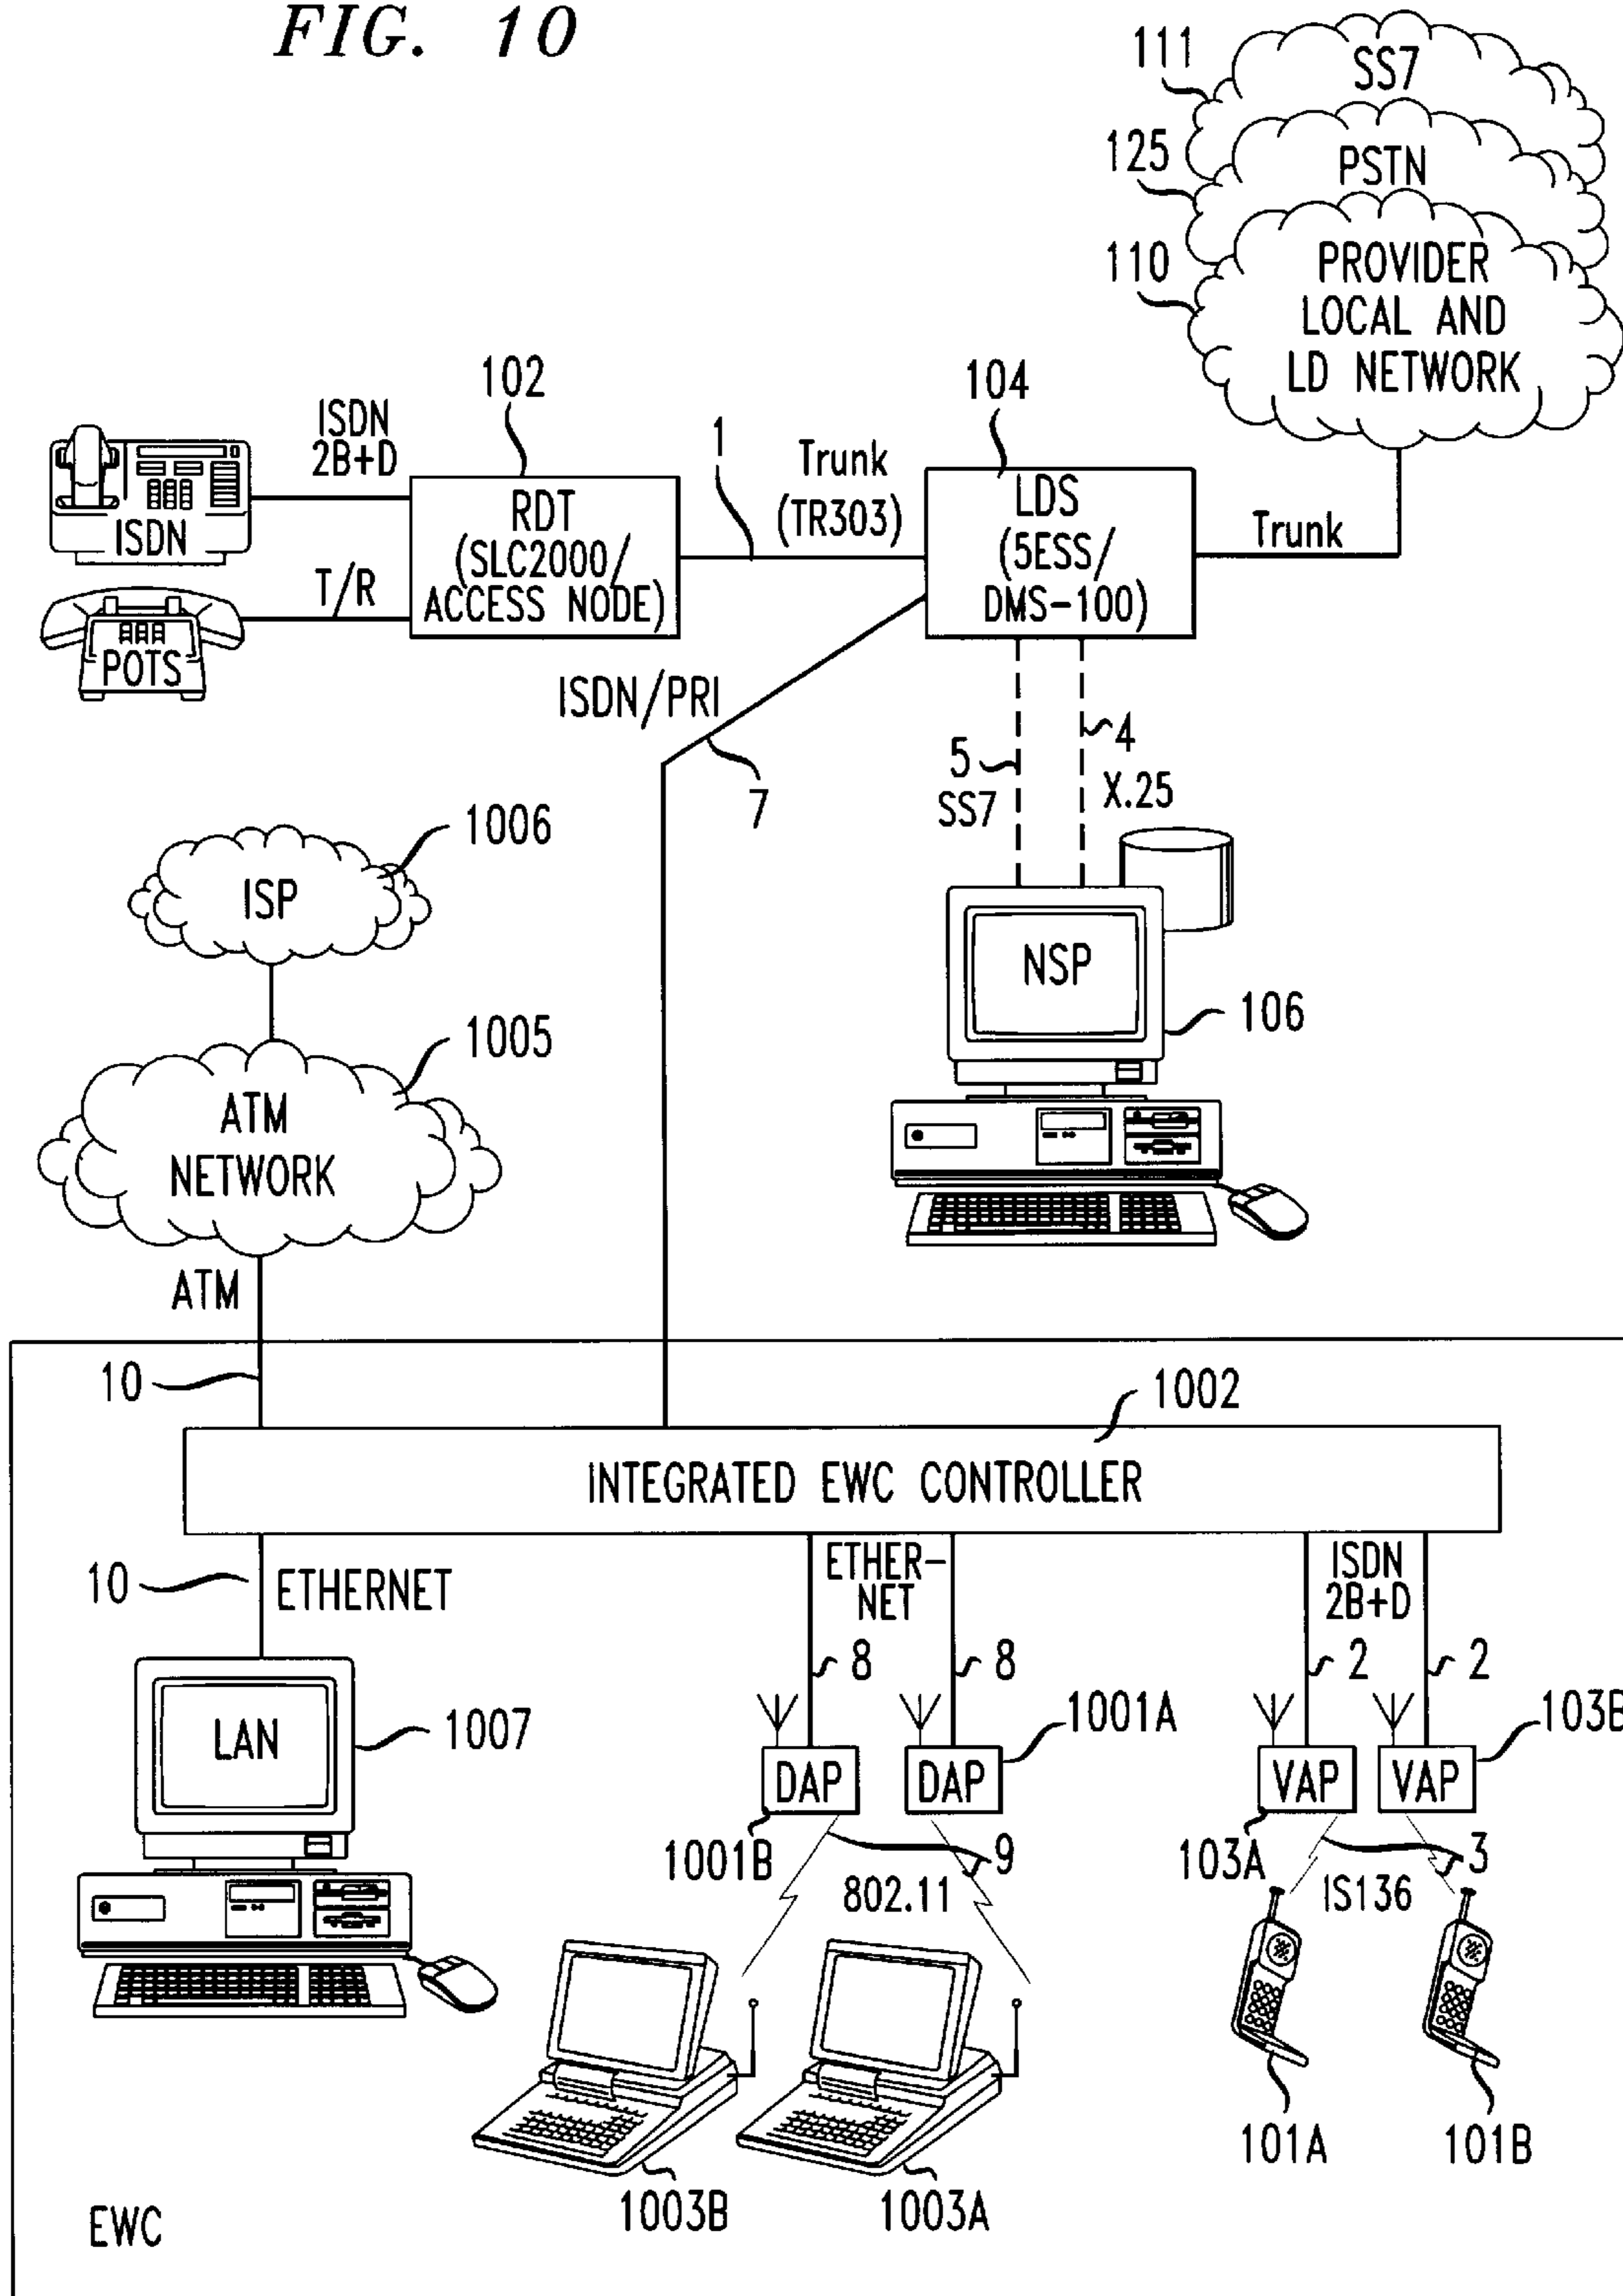 FIG. 10
111
SS7
125
PSTN
110
PROVIDER
LOCAL AND
LD NETWORK
102
104
ISDN
2B+D
1
Trunk
(TR303)
ISDN
RDT
(SLC2000/
ACCESS NODE)
LDS
(5ESS/
DMS-100)
Trunk
T/R
POTS
ISDN/PRI
7
5
SS7
4
X.25
1006
ISP
NSP
106
1005
ATM
NETWORK
ATM
10
1002
INTEGRATED EWC CONTROLLER
10
ETHERNET
ETHER-
NET
ISDN
2B+D
8
8
2
2
LAN
1007
1001A
103B
DAP
DAP
VAP
VAP
1001B
9
103A
3
802.11
IS136
101A
101B
1003B
1003A
EWC